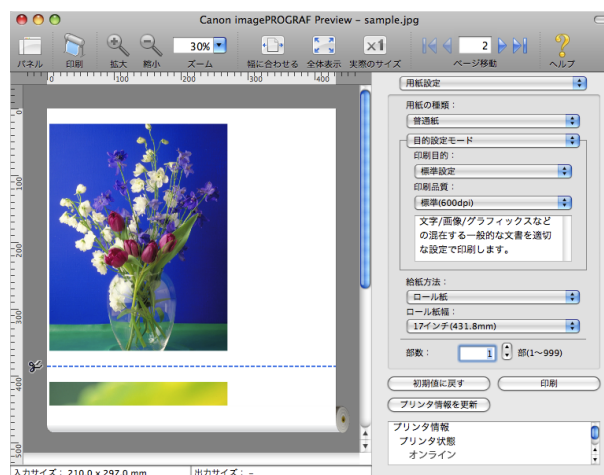 Canon imagePROGRAF Preview – sample.jpg
パネル 印刷 拡大 縮小 30% ズーム 幅に合わせる 全体表示 x1 実際のサイズ 2 ページ移動 ヘルプ
0 100 200 300 400
0
100
200
300
400
500
用紙設定
用紙の種類：
普通紙
目的設定モード
印刷目的：
標準設定
印刷品質：
標準(600dpi)
文字/画像/グラフィックスなど
の混在する一般的な文書を適切
な設定で印刷します。
給紙方法：
ロール紙
ロール紙幅：
17インチ(431.8mm)
部数： 1 部(1〜999)
初期値に戻す 印刷
プリンタ情報を更新
プリンタ情報
プリンタ状態
オンライン
入力サイズ： 210.0 x 297.0 mm 出力サイズ： –